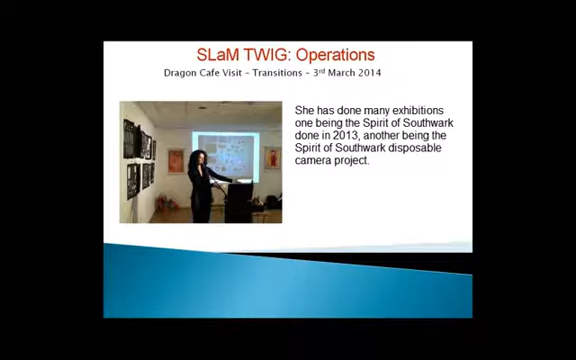 SLaM TWIG: Operations
Dragon Cafe Visit - Transitions - 3rd March 2014
She has done many exhibitions
one being the Spirit of Southwark
done in 2013, another being the
Spirit of Southwark disposable
camera project.